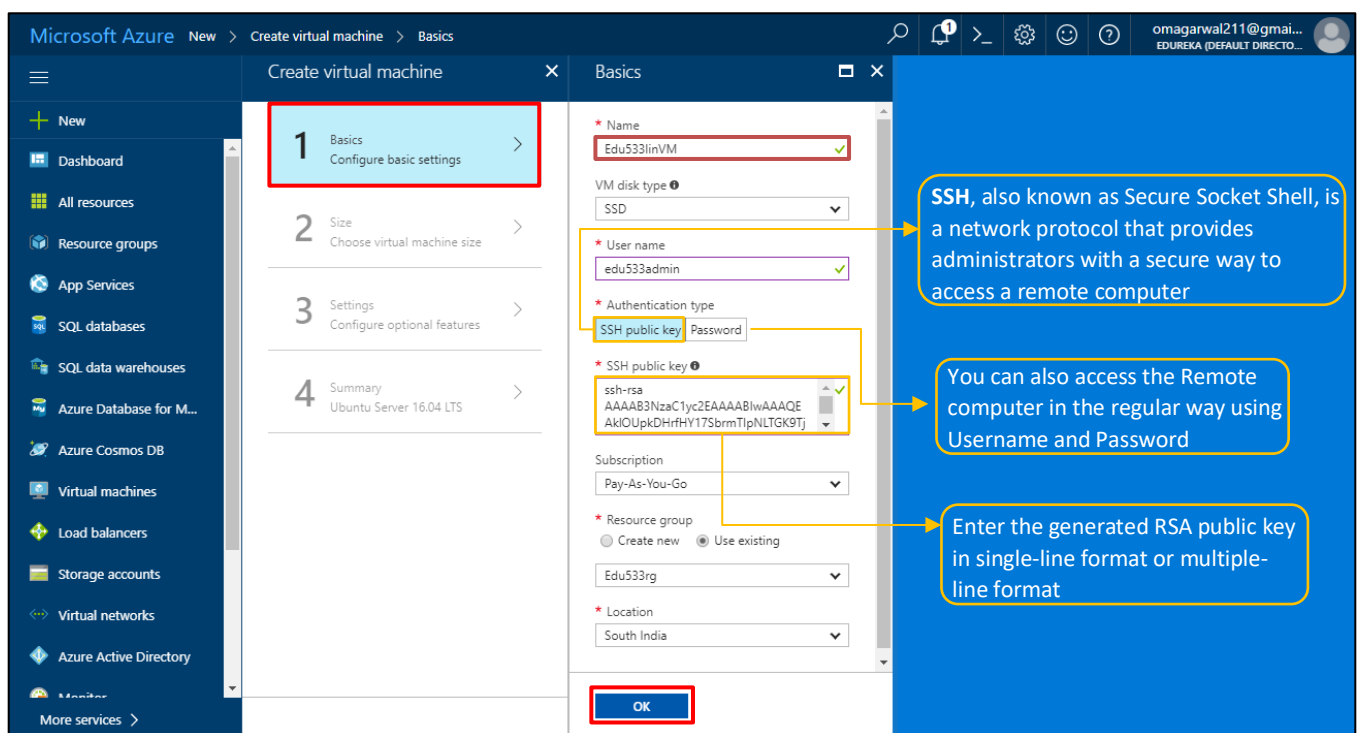 Microsoft Azure New > Create virtual machine > Basics
1
omagarwal211@gmai...
EDUREKA (DEFAULT DIRECTO...
New
Dashboard
All resources
Resource groups
App Services
SQL databases
SQL data warehouses
Azure Database for M...
Azure Cosmos DB
Virtual machines
Load balancers
Storage accounts
Virtual networks
Azure Active Directory
Monitor
More services >
Create virtual machine
1 Basics
Configure basic settings
2 Size
Choose virtual machine size
3 Settings
Configure optional features
4 Summary
Ubuntu Server 16.04 LTS
Basics
* Name
Edu533linVM
VM disk type
SSD
* User name
edu533admin
* Authentication type
SSH public key Password
* SSH public key
ssh-rsa
AAAAB3NzaC1yc2EAAAABIwAAAQE
AklOUpkDHrfHY17SbrmTIpNLTGK9Tj
Subscription
Pay-As-You-Go
* Resource group
Create new Use existing
Edu533rg
* Location
South India
OK
SSH, also known as Secure Socket Shell, is
a network protocol that provides
administrators with a secure way to
access a remote computer
You can also access the Remote
computer in the regular way using
Username and Password
Enter the generated RSA public key
in single-line format or multiple-
line format